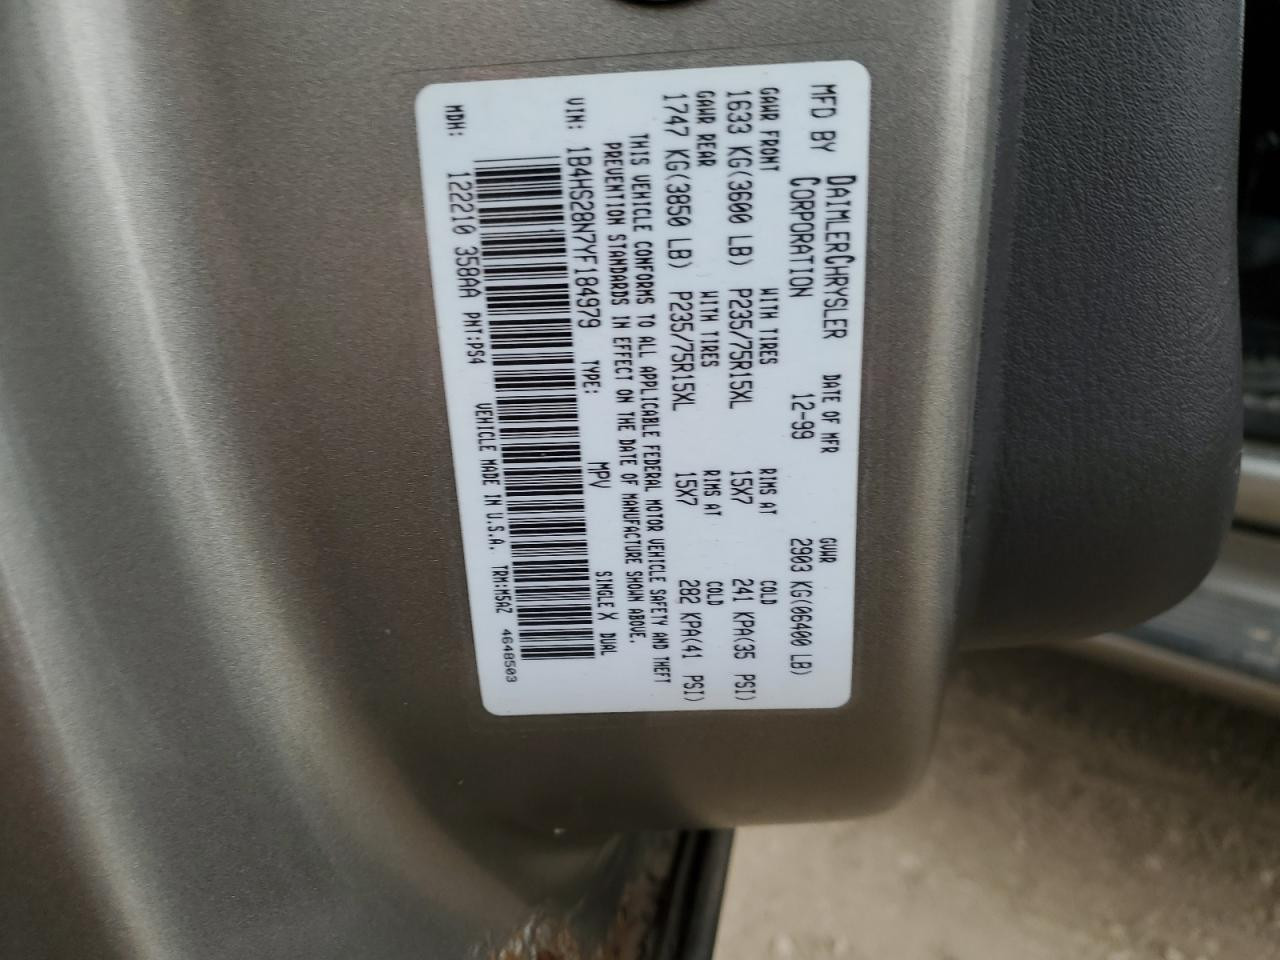 MFD BY DAIMLERCHRYSLER CORPORATION
DATE OF MFR 12-99
GVWR 2903 KG(06400 LB)
GAWR FRONT WITH TIRES RIMS AT COLD
1633 KG(3600 LB) P235/75R15XL 15X7 241 KPA(35 PSI)
GAWR REAR WITH TIRES RIMS AT COLD
1747 KG(3850 LB) P235/75R15XL 15X7 282 KPA(41 PSI)
THIS VEHICLE CONFORMS TO ALL APPLICABLE FEDERAL MOTOR VEHICLE SAFETY AND THEFT
PREVENTION STANDARDS IN EFFECT ON THE DATE OF MANUFACTURE SHOWN ABOVE.
VIN: 1B4HS28N7YF184979 TYPE: MPV SINGLE X DUAL
MDH: 122210 358AA PNT:PS4 VEHICLE MADE IN U.S.A. TRM:M5AZ 4648503